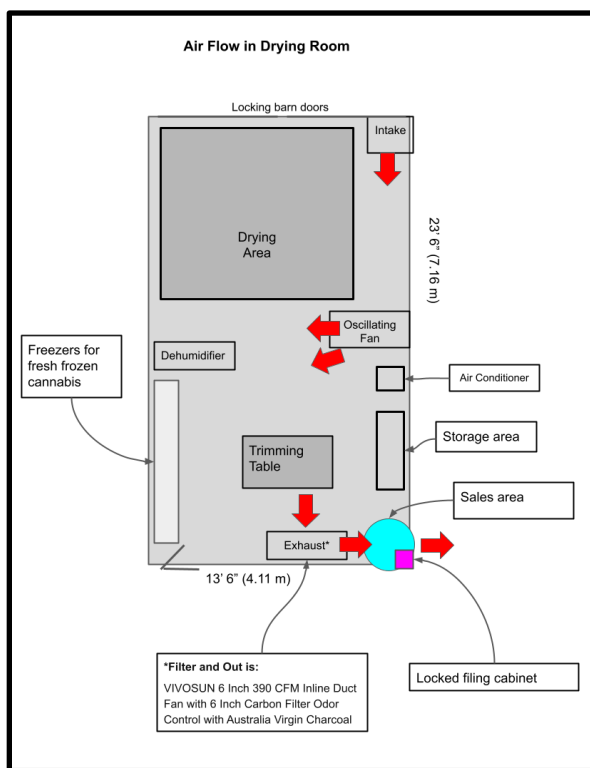 Air Flow in Drying Room
Locking barn doors
Intake
Drying
Area
23' 6” (7.16 m)
Oscillating
Fan
Freezers for
fresh frozen
cannabis
Dehumidifier
Air Conditioner
Storage area
Trimming
Table
Sales area
Exhaust*
13' 6” (4.11 m)
*Filter and Out is:
VIVOSUN 6 Inch 390 CFM Inline Duct
Fan with 6 Inch Carbon Filter Odor
Control with Australia Virgin Charcoal
Locked filing cabinet